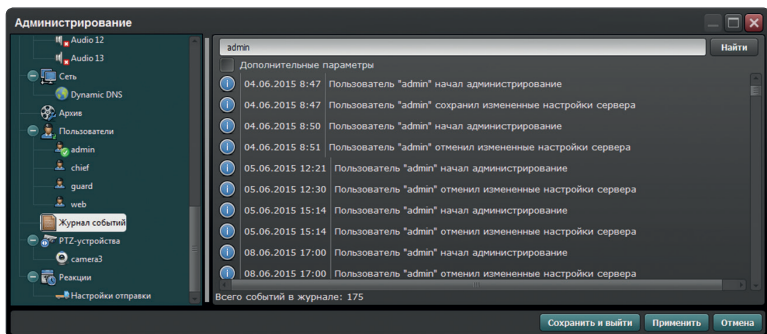 Администрирование
Audio 12
Audio 13
Сеть
Dynamic DNS
Архив
Пользователи
admin
chief
guard
web
Журнал событий
PTZ-устройства
camera3
Реакции
Настройки отправки
admin
Найти
Дополнительные параметры
04.06.2015 8:47 Пользователь "admin" начал администрирование
04.06.2015 8:47 Пользователь "admin" сохранил измененные настройки сервера
04.06.2015 8:50 Пользователь "admin" начал администрирование
04.06.2015 8:51 Пользователь "admin" отменил измененные настройки сервера
05.06.2015 12:21 Пользователь "admin" начал администрирование
05.06.2015 12:30 Пользователь "admin" отменил измененные настройки сервера
05.06.2015 15:14 Пользователь "admin" начал администрирование
05.06.2015 15:14 Пользователь "admin" отменил измененные настройки сервера
08.06.2015 17:00 Пользователь "admin" начал администрирование
08.06.2015 17:00 Пользователь "admin" отменил измененные настройки сервера
Всего событий в журнале: 175
Сохранить и выйти Применить Отмена